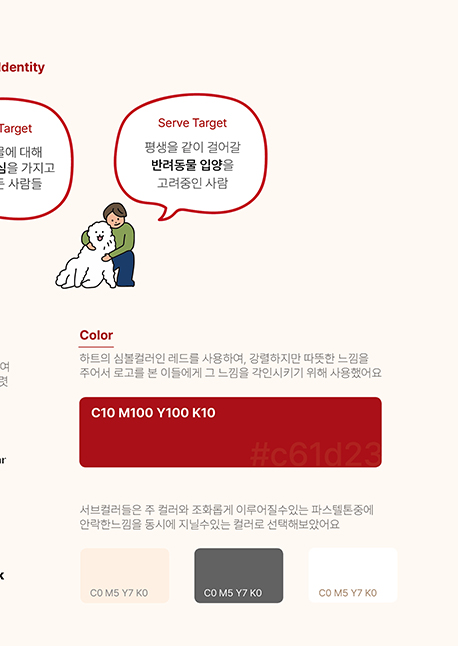 Identity
Target
물에 대해
심을 가지고
든 사람들
Serve Target
평생을 같이 걸어갈
반려동물 입양을
고려중인 사람
Color
하트의 심볼컬러인 레드를 사용하여, 강렬하지만 따뜻한 느낌을
주어서 로고를 본 이들에게 그 느낌을 각인시키기 위해 사용했어요
여
렷
ar
k
C10 M100 Y100 K10
#c61d23
서브컬러들은 주 컬러와 조화롭게 이루어질수있는 파스텔톤중에
안락한느낌을 동시에 지닐수있는 컬러로 선택해보았어요
C0 M5 Y7 K0
C0 M5 Y7 K0
C0 M5 Y7 K0